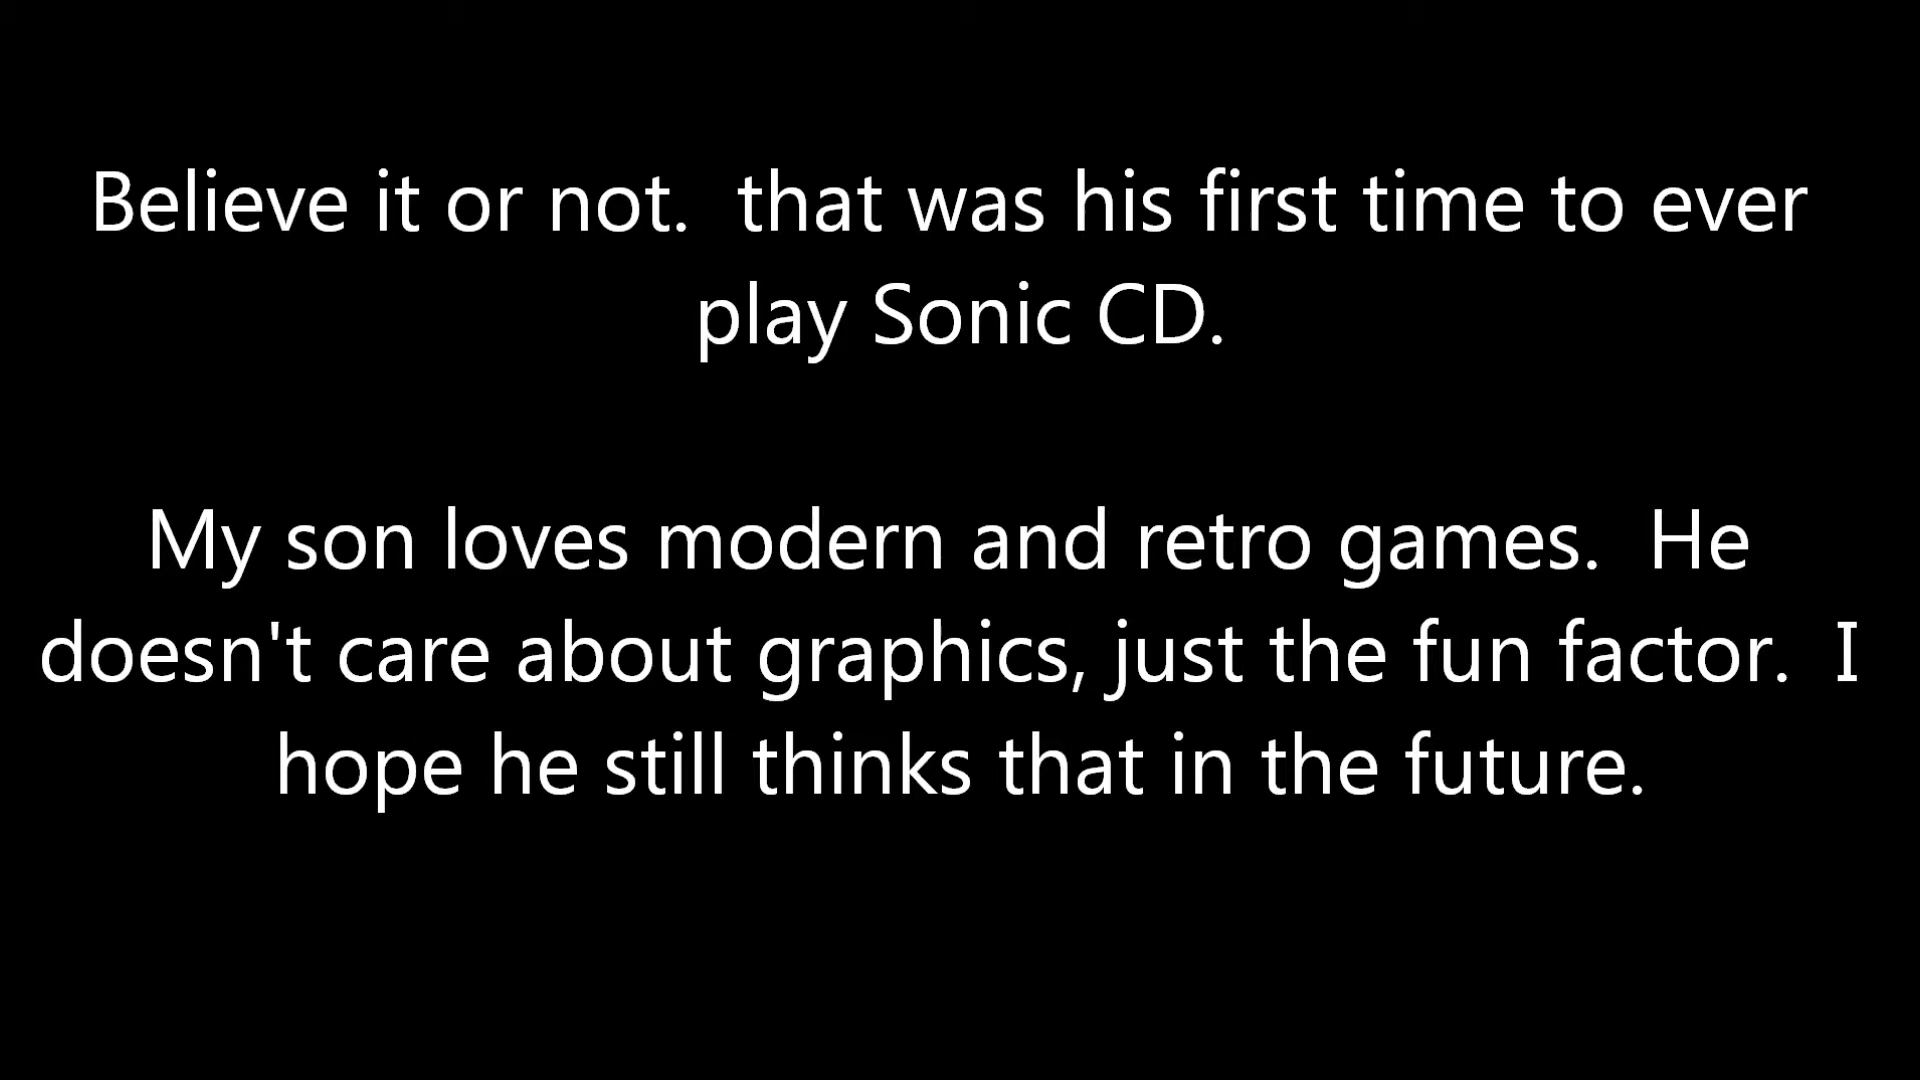 Believe it or not.  that was his first time to ever
play Sonic CD.
My son loves modern and retro games.  He
doesn't care about graphics, just the fun factor.  I
hope he still thinks that in the future.